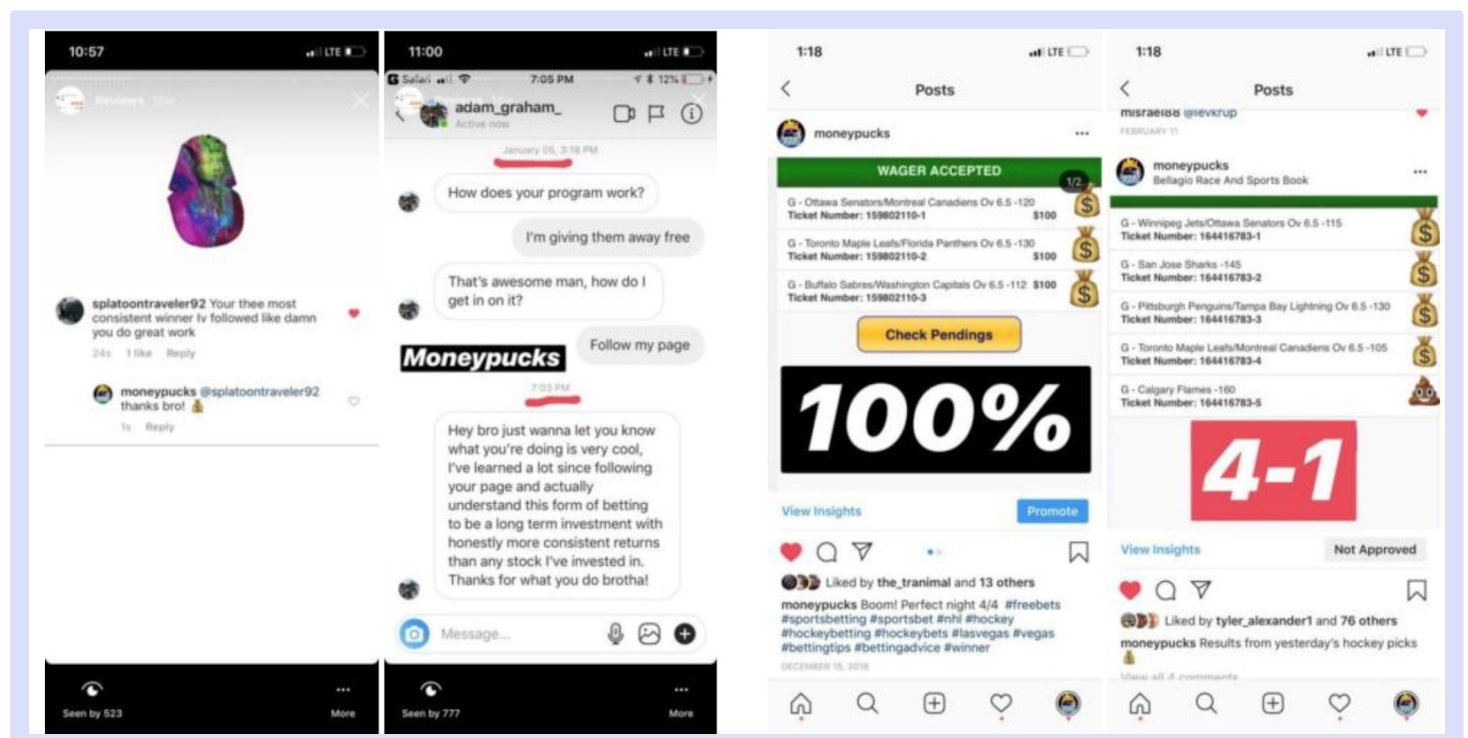 10:57
LTE
Reviews
splatoontraveler92 Your thee most
consistent winner Iv followed like damn
you do great work
24s 1 like Reply
moneypucks @splatoontraveler92
thanks bro!
1s Reply
Seen by 523
More
11:00
LTE
Safari
7:05 PM
12%
adam_graham_
Active now
January 05, 3:18 PM
How does your program work?
I'm giving them away free
That's awesome man, how do I
get in on it?
Follow my page
Moneypucks
7:03 PM
Hey bro just wanna let you know
what you're doing is very cool,
I've learned a lot since following
your page and actually
understand this form of betting
to be a long term investment with
honestly more consistent returns
than any stock I've invested in.
Thanks for what you do brotha!
Message...
Seen by 777
More
1:18
LTE
Posts
moneypucks
WAGER ACCEPTED
1/2
G - Ottawa Senators/Montreal Canadiens Ov 6.5 -120
Ticket Number: 159802110-1 $100
G - Toronto Maple Leafs/Florida Panthers Ov 6.5 -130
Ticket Number: 159802110-2 $100
G - Buffalo Sabres/Washington Capitals Ov 6.5 -112 $100
Ticket Number: 159802110-3
Check Pendings
100%
View Insights
Promote
Liked by the_tranimal and 13 others
moneypucks Boom! Perfect night 4/4 #freebets
#sportsbetting #sportsbet #nhl #hockey
#hockeybetting #hockeybets #lasvegas #vegas
#bettingtips #bettingadvice #winner
DECEMBER 15, 2018
1:18
LTE
Posts
misrael88 @levkrup
FEBRUARY 11
moneypucks
Bellagio Race And Sports Book
G - Winnipeg Jets/Ottawa Senators Ov 6.5 -115
Ticket Number: 164416783-1
G - San Jose Sharks -145
Ticket Number: 164416783-2
G - Pittsburgh Penguins/Tampa Bay Lightning Ov 6.5 -130
Ticket Number: 164416783-3
G - Toronto Maple Leafs/Montreal Canadiens Ov 6.5 -105
Ticket Number: 164416783-4
G - Calgary Flames -160
Ticket Number: 164416783-5
4-1
View Insights
Not Approved
Liked by tyler_alexander1 and 76 others
moneypucks Results from yesterday's hockey picks
View all 4 comments